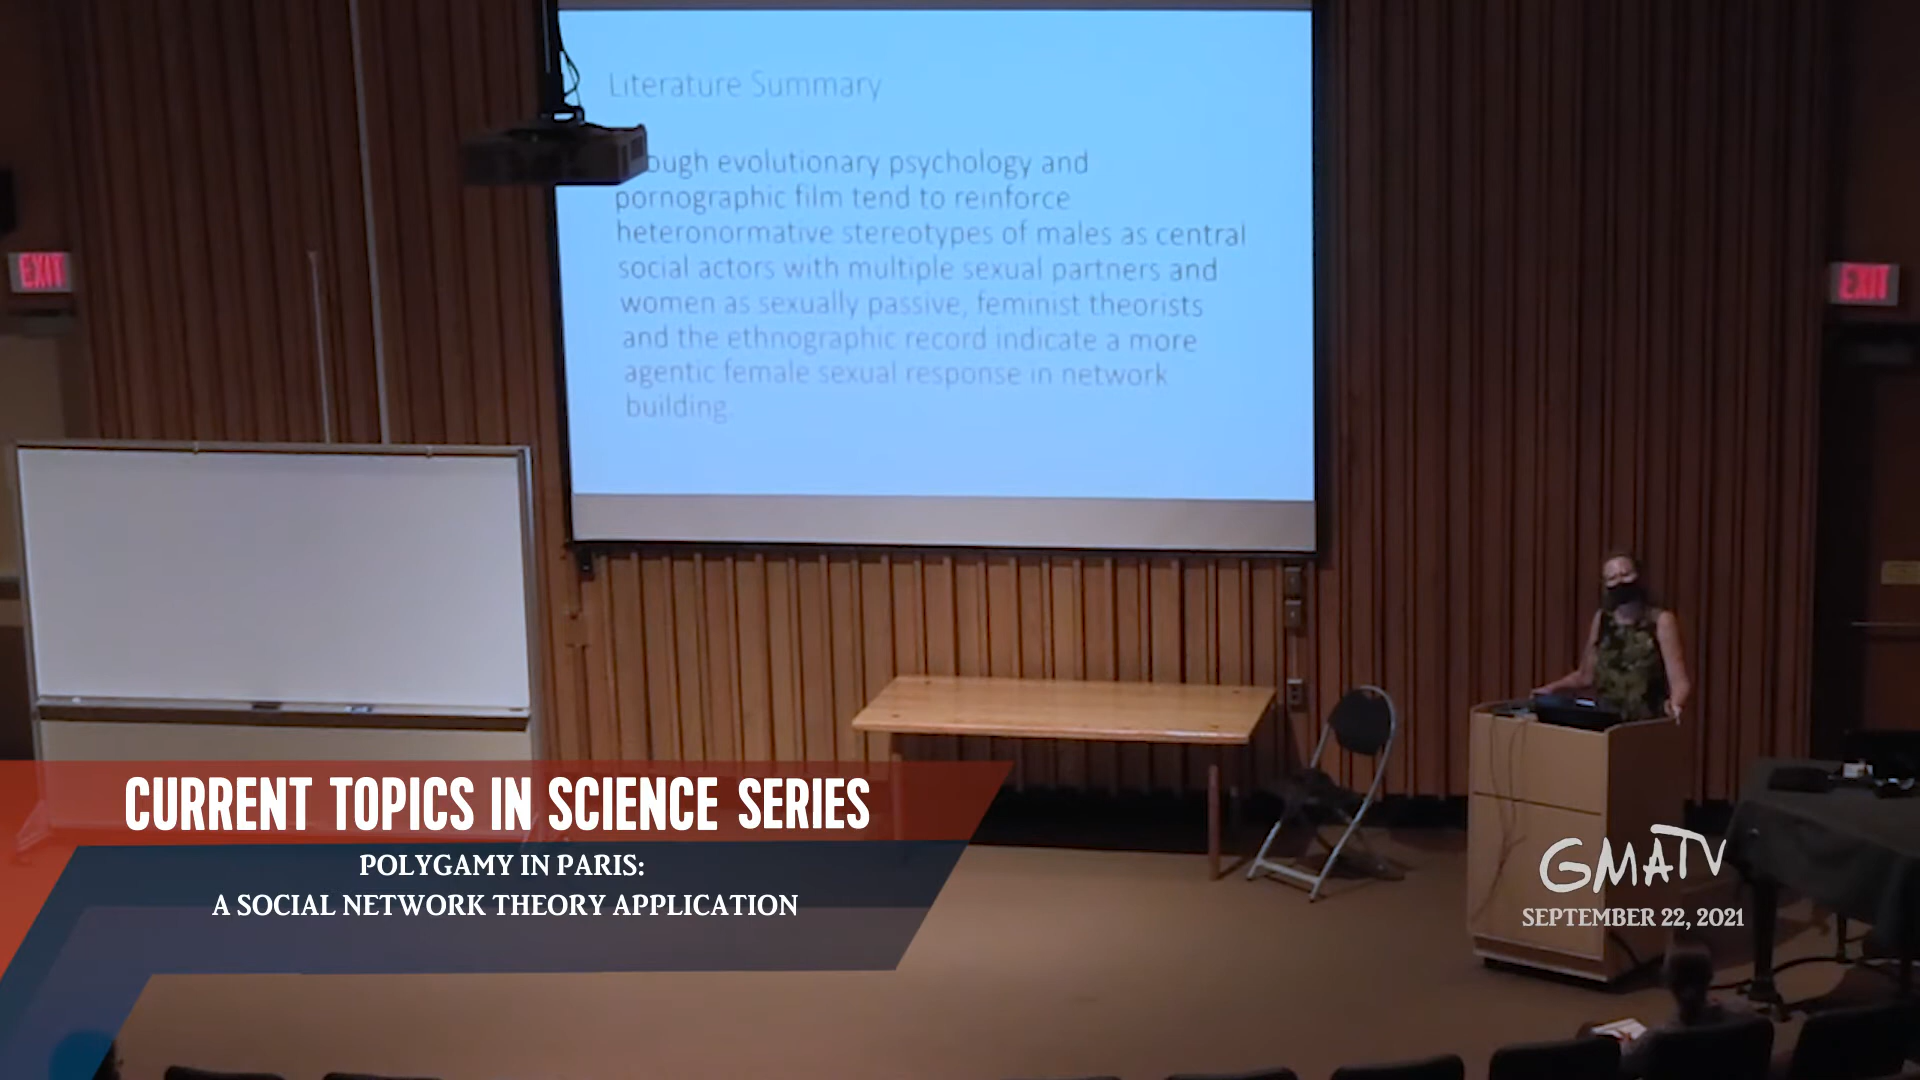 Literature Summary
ough evolutionary psychology and
pornographic film tend to reinforce
heteronormative stereotypes of males as central
social actors with multiple sexual partners and
women as sexually passive, feminist theorists
and the ethnographic record indicate a more
agentic female sexual response in network
building.
EXIT
EXIT
CURRENT TOPICS IN SCIENCE SERIES
POLYGAMY IN PARIS:
A SOCIAL NETWORK THEORY APPLICATION
GMATV
SEPTEMBER 22, 2021